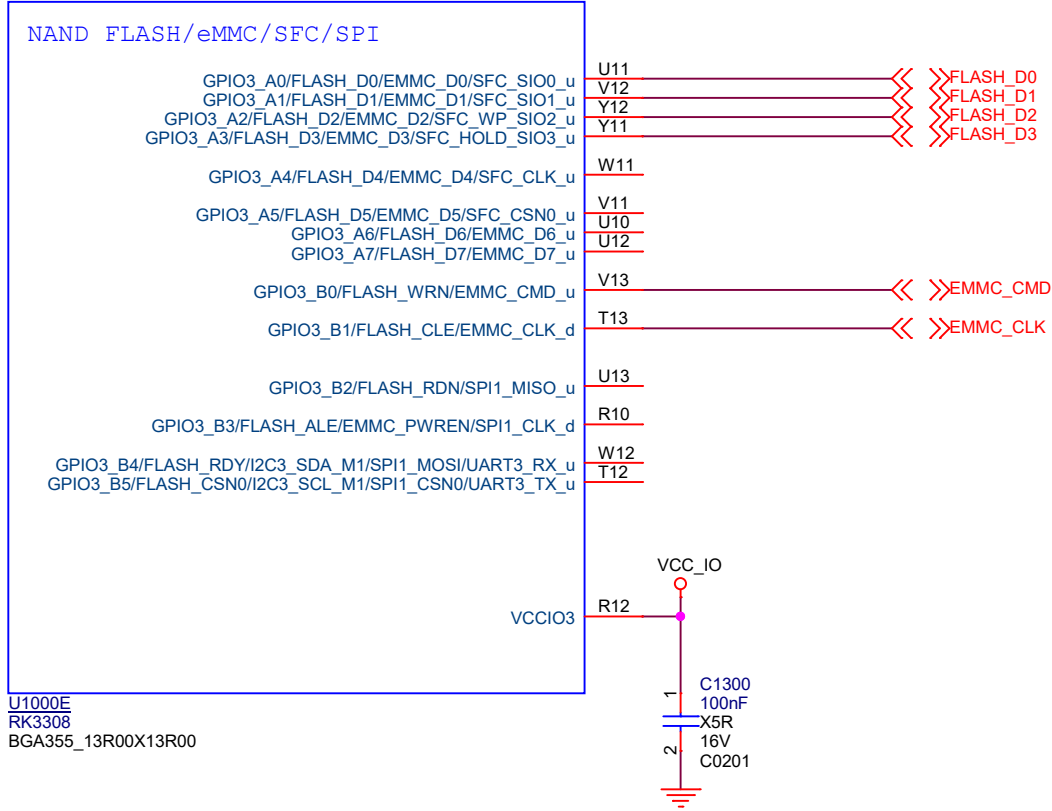 NAND FLASH/eMMC/SFC/SPI
GPIO3_A0/FLASH_D0/EMMC_D0/SFC_SIO0_u U11 FLASH_D0
GPIO3_A1/FLASH_D1/EMMC_D1/SFC_SIO1_u V12 FLASH_D1
GPIO3_A2/FLASH_D2/EMMC_D2/SFC_WP_SIO2_u Y12 FLASH_D2
GPIO3_A3/FLASH_D3/EMMC_D3/SFC_HOLD_SIO3_u Y11 FLASH_D3
GPIO3_A4/FLASH_D4/EMMC_D4/SFC_CLK_u W11
GPIO3_A5/FLASH_D5/EMMC_D5/SFC_CSN0_u V11
GPIO3_A6/FLASH_D6/EMMC_D6_u U10
GPIO3_A7/FLASH_D7/EMMC_D7_u U12
GPIO3_B0/FLASH_WRN/EMMC_CMD_u V13 EMMC_CMD
GPIO3_B1/FLASH_CLE/EMMC_CLK_d T13 EMMC_CLK
GPIO3_B2/FLASH_RDN/SPI1_MISO_u U13
GPIO3_B3/FLASH_ALE/EMMC_PWREN/SPI1_CLK_d R10
GPIO3_B4/FLASH_RDY/I2C3_SDA_M1/SPI1_MOSI/UART3_RX_u W12
GPIO3_B5/FLASH_CSN0/I2C3_SCL_M1/SPI1_CSN0/UART3_TX_u T12
VCC_IO
VCCIO3 R12
1
C1300
100nF
X5R
16V
2
C0201
U1000E
RK3308
BGA355_13R00X13R00